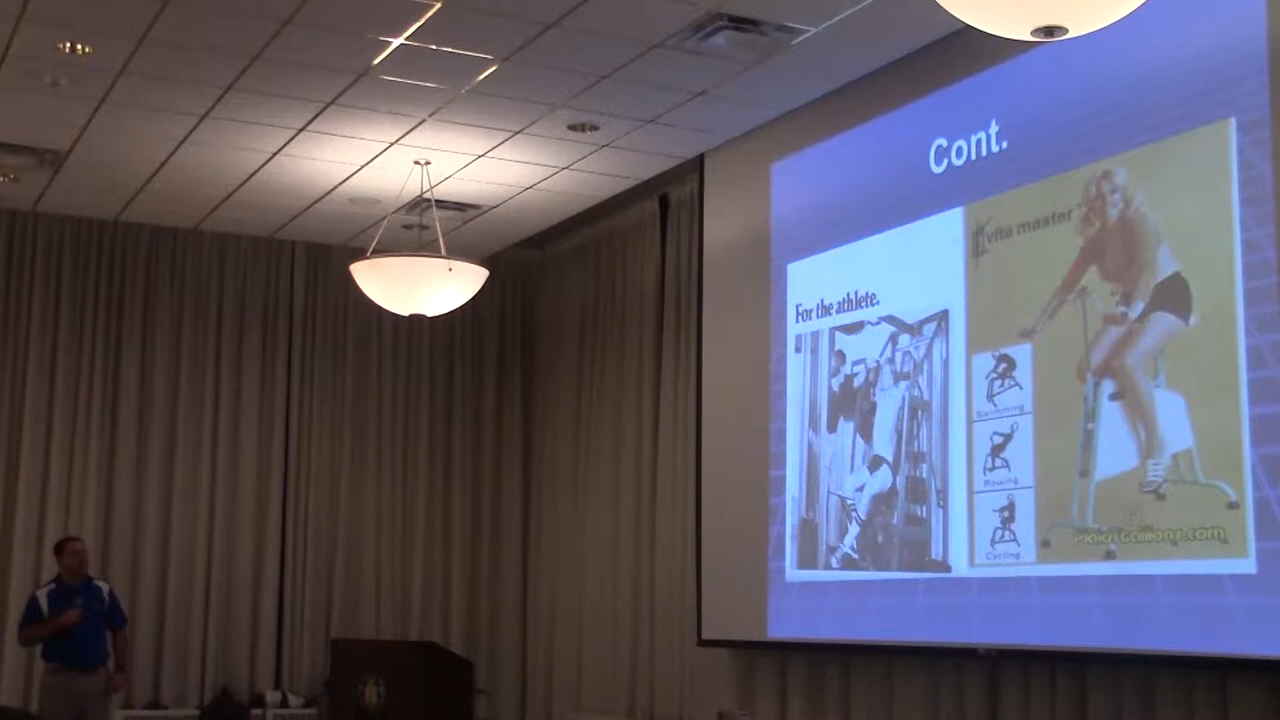 Cont.
For the athlete.
vita master
Swimming
Rowing
Cycling